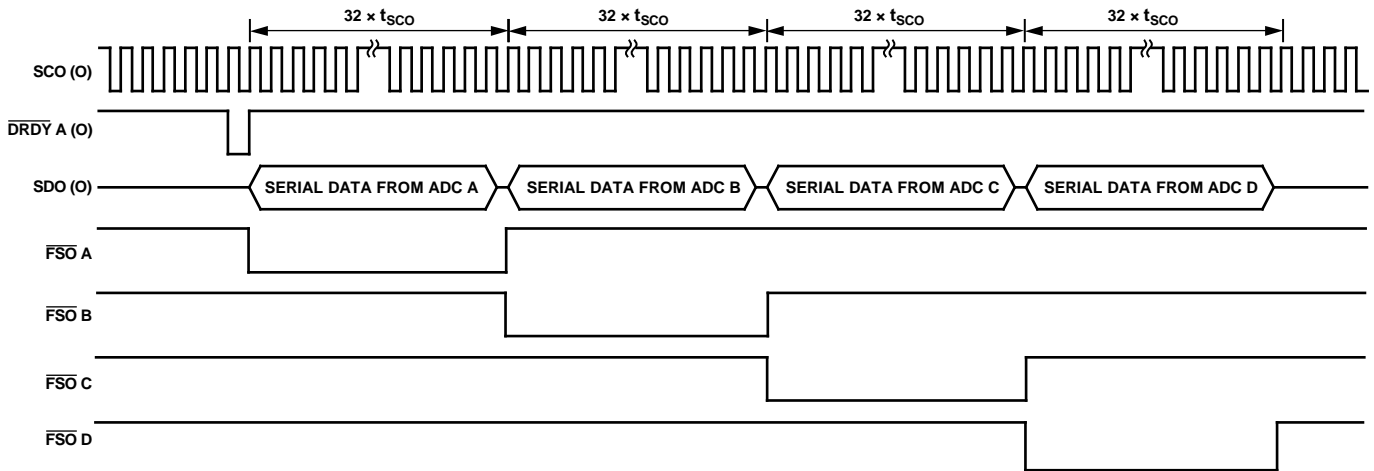 32 × tSCO 32 × tSCO 32 × tSCO 32 × tSCO
SCO (O)
DRDY A (O)
SDO (O) SERIAL DATA FROM ADC A SERIAL DATA FROM ADC B SERIAL DATA FROM ADC C SERIAL DATA FROM ADC D
FSO A
FSO B
FSO C
FSO D